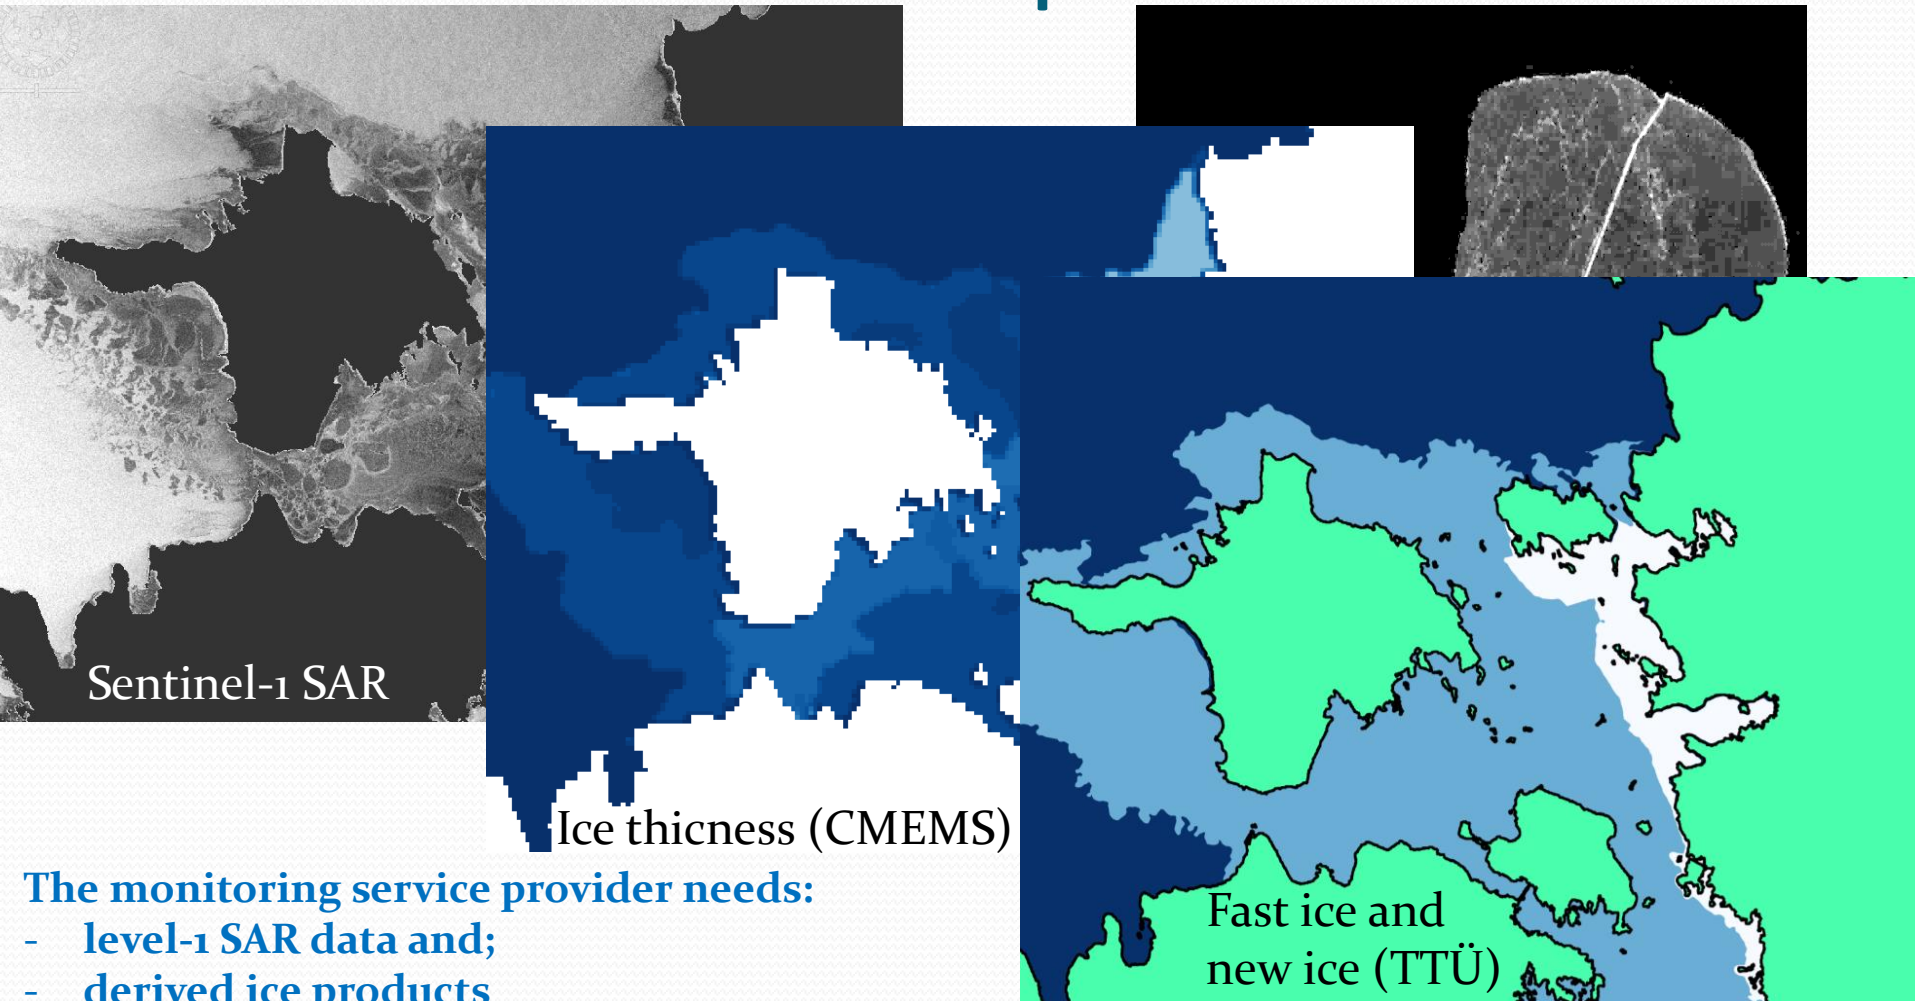 Sentinel-1 SAR
Ice thicness (CMEMS)
Fast ice and
new ice (TTÜ)
The monitoring service provider needs:
- level-1 SAR data and;
- derived ice products